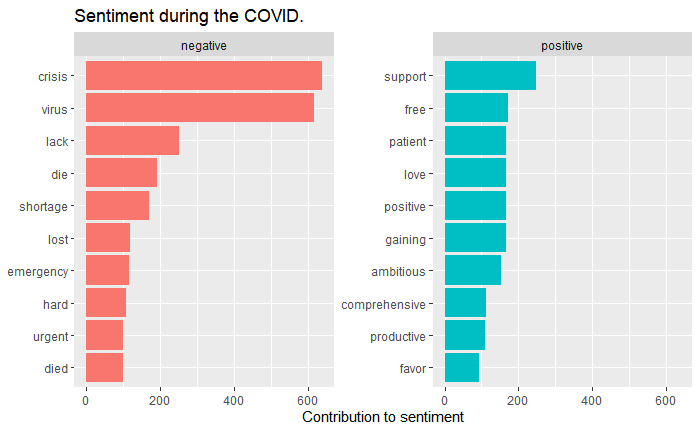 Sentiment during the COVID.
negative
crisis
virus
lack
die
shortage
lost
emergency
hard
urgent
died
0 200 400 600
positive
support
free
patient
love
positive
gaining
ambitious
comprehensive
productive
favor
0 200 400 600
Contribution to sentiment